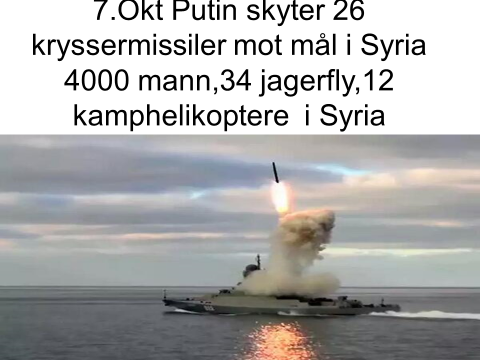 7.Okt Putin skyter 26
kryssermissiler mot mål i Syria
4000 mann,34 jagerfly,12
kamphelikoptere i Syria